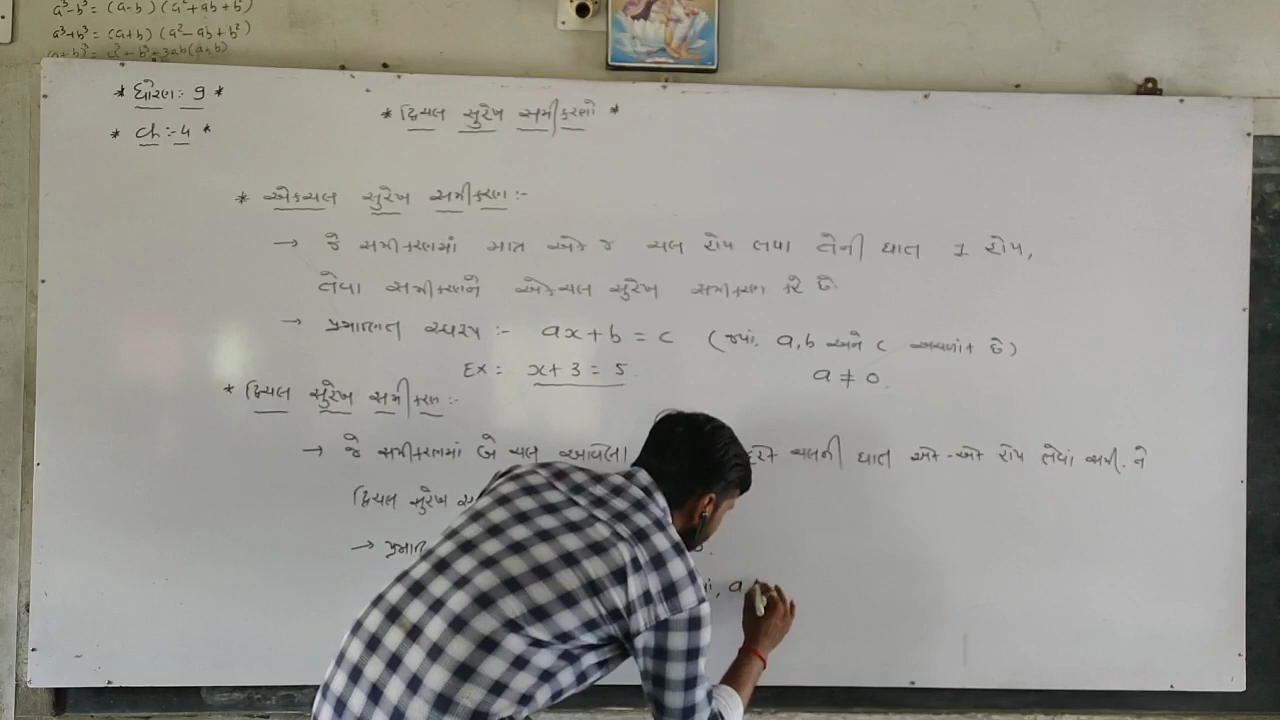 a³-b³ = (a-b) (a²+ab+b²)
a³+b³ = (a+b) (a²-ab+b²)
(a+b)³ = a³+b³+3ab(a+b)
* ધોરણ:- 9 *
* દ્વિચલ સુરેખ સમીકરણો *
* Ch:-4 *
* એકચલ સુરેખ સમીકરણ:-
→ જે સમીકરણમાં માત્ર એક જ ચલ હોય તથા તેની ઘાત 1 હોય,
તેવા સમીકરણને એકચલ સુરેખ સમીકરણ કહે છે.
→ પ્રમાણિત સ્વરૂપ :- ax+b = c (જ્યાં, a,b અને c અચળાંક છે)
Ex: x+3 = 5. a ≠ 0.
* દ્વિચલ સુરેખ સમીકરણ:-
→ જે સમીકરણમાં બે ચલ આવેલા ચલની ઘાત એક-એક હોય તેવાં સમી. ને
દ્વિચલ સુરેખ
→
, a